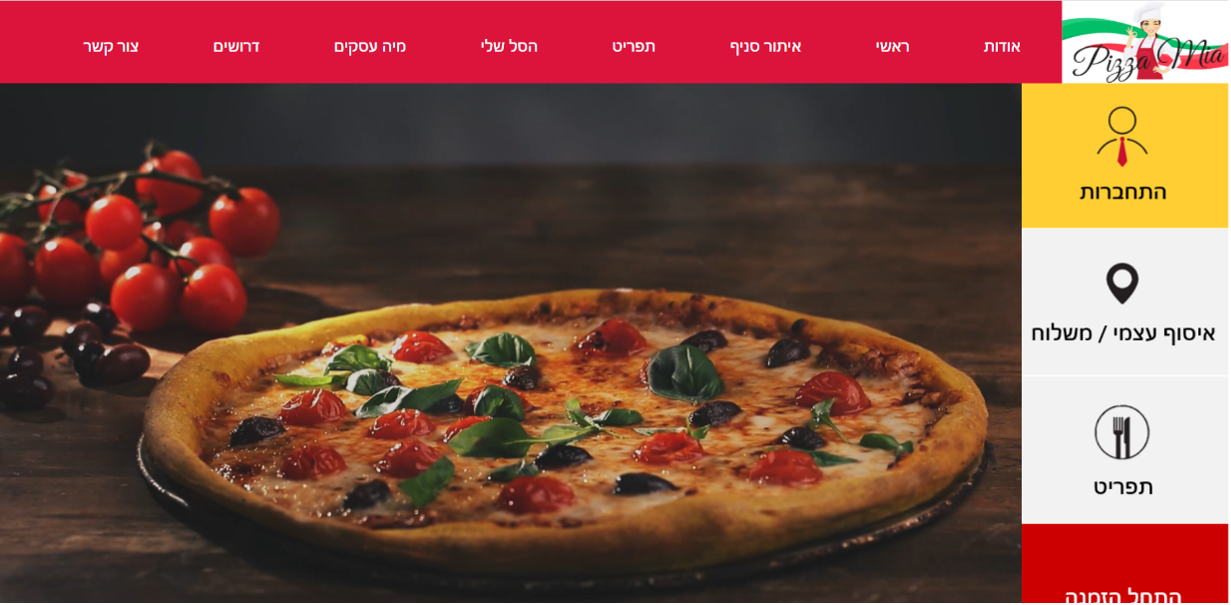 Pizza Mia
אודות
ראשי
איתור סניף
תפריט
הסל שלי
מיה עסקים
דרושים
צור קשר
התחברות
איסוף עצמי / משלוח
תפריט
התחל הזמנה